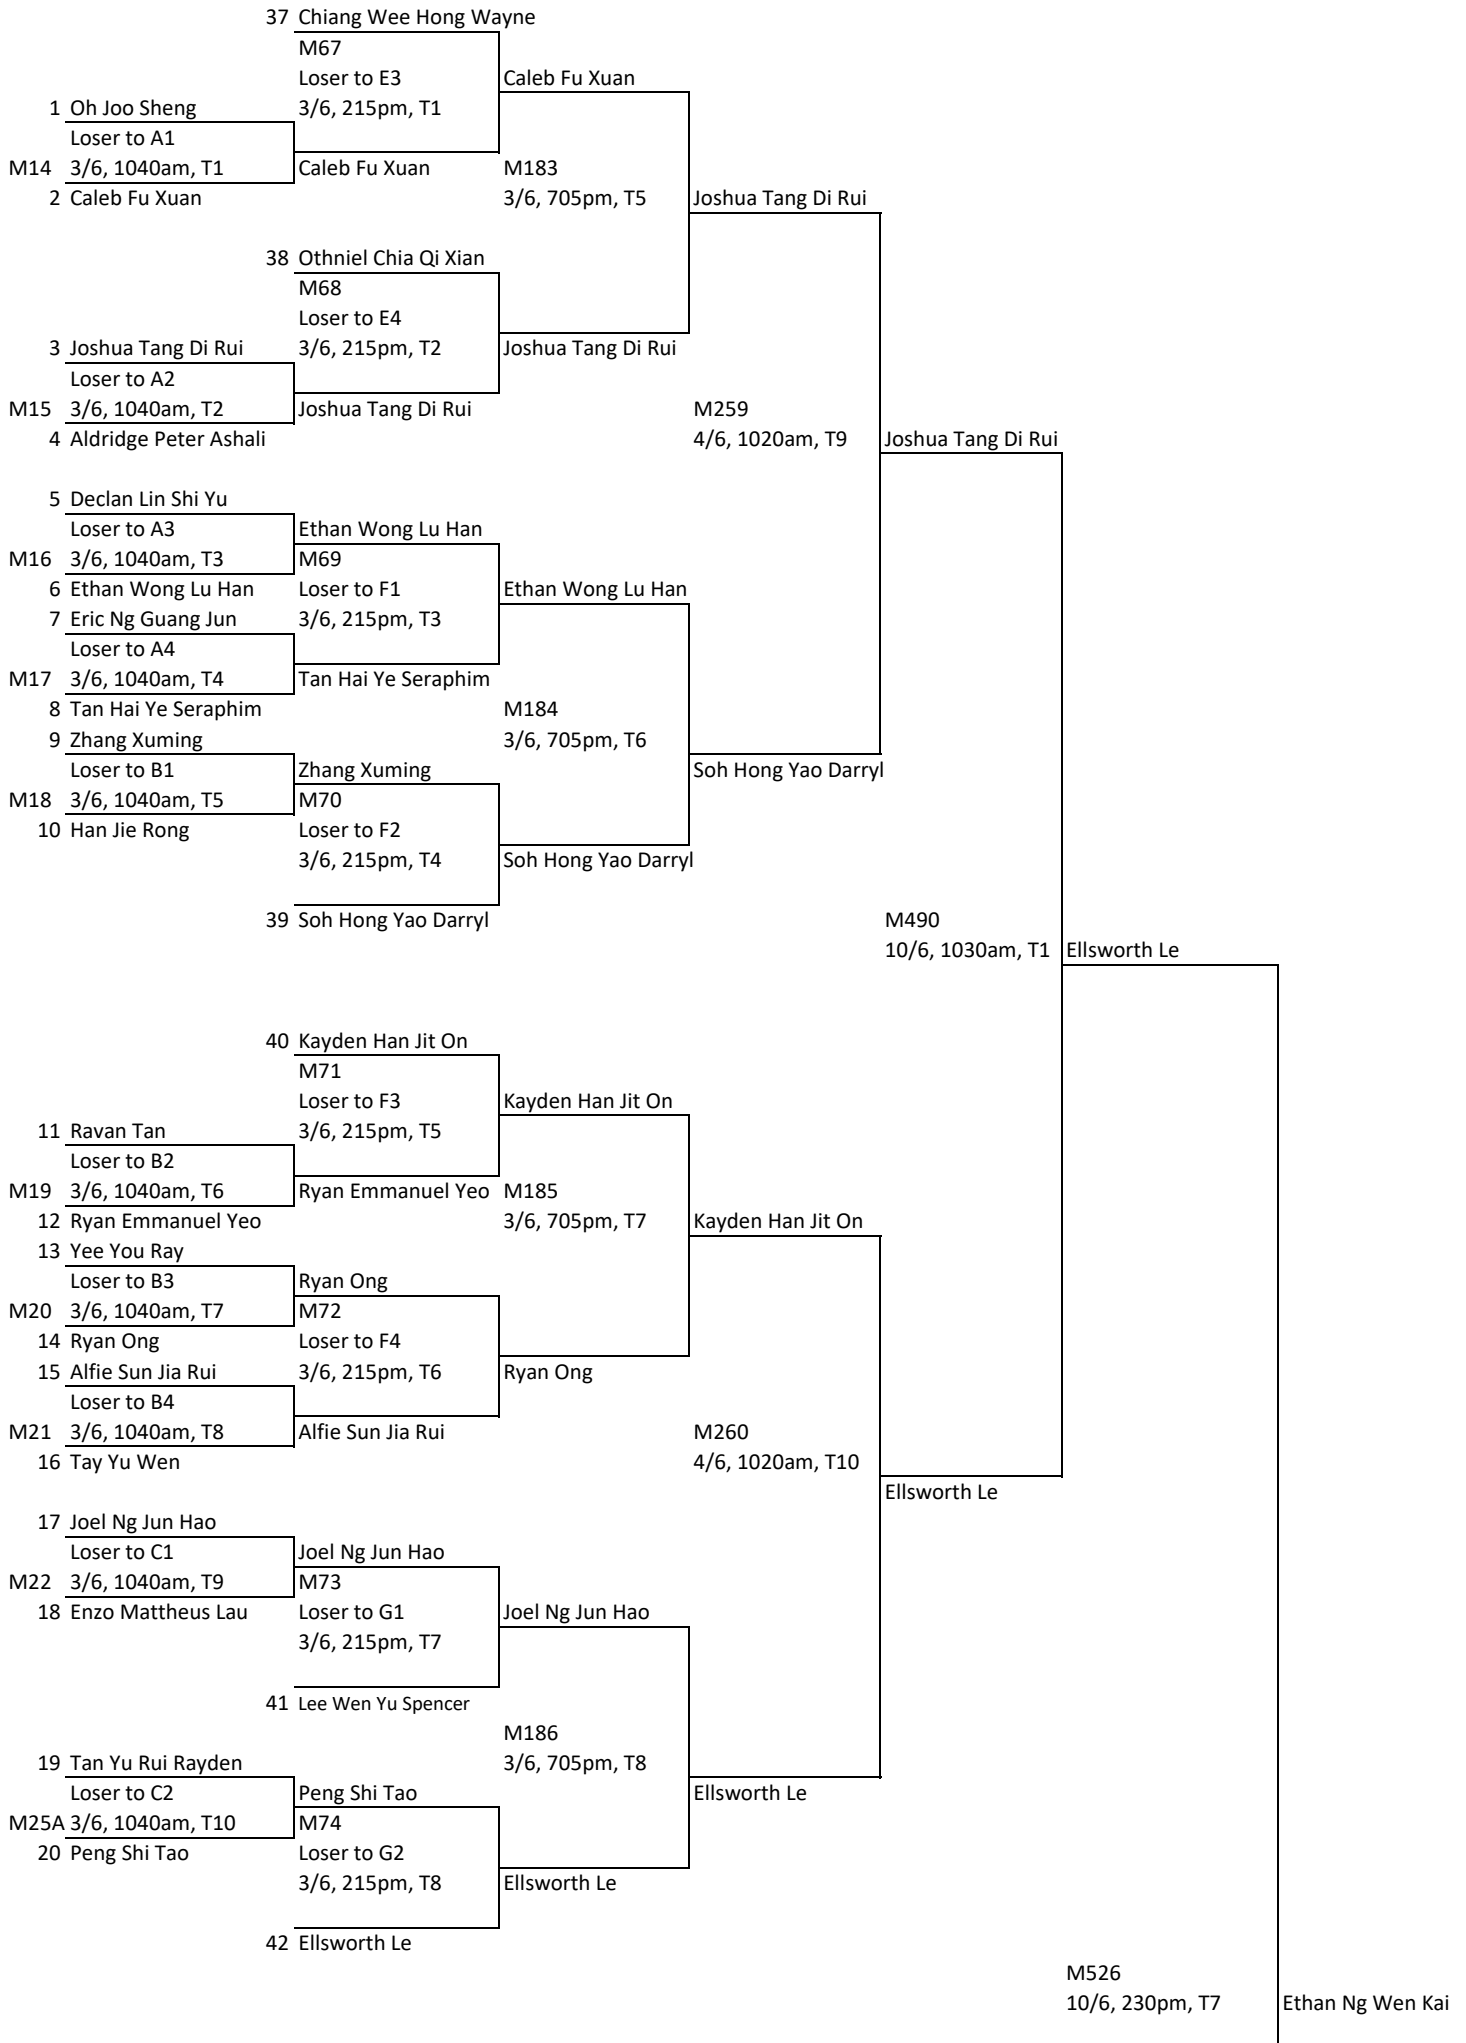 37 Chiang Wee Hong Wayne
M67
Loser to E3 Caleb Fu Xuan
1 Oh Joo Sheng 3/6, 215pm, T1
Loser to A1
M14 3/6, 1040am, T1 Caleb Fu Xuan M183
2 Caleb Fu Xuan 3/6, 705pm, T5 Joshua Tang Di Rui
38 Othniel Chia Qi Xian
M68
Loser to E4
3 Joshua Tang Di Rui 3/6, 215pm, T2 Joshua Tang Di Rui
Loser to A2
M15 3/6, 1040am, T2 Joshua Tang Di Rui M259
4 Aldridge Peter Ashali 4/6, 1020am, T9 Joshua Tang Di Rui
5 Declan Lin Shi Yu
Loser to A3 Ethan Wong Lu Han
M16 3/6, 1040am, T3 M69
6 Ethan Wong Lu Han Loser to F1 Ethan Wong Lu Han
7 Eric Ng Guang Jun 3/6, 215pm, T3
Loser to A4
M17 3/6, 1040am, T4 Tan Hai Ye Seraphim
8 Tan Hai Ye Seraphim M184
9 Zhang Xuming 3/6, 705pm, T6
Loser to B1 Zhang Xuming Soh Hong Yao Darryl
M18 3/6, 1040am, T5 M70
10 Han Jie Rong Loser to F2
3/6, 215pm, T4 Soh Hong Yao Darryl
39 Soh Hong Yao Darryl M490
10/6, 1030am, T1 Ellsworth Le
40 Kayden Han Jit On
M71
Loser to F3 Kayden Han Jit On
11 Ravan Tan 3/6, 215pm, T5
Loser to B2
M19 3/6, 1040am, T6 Ryan Emmanuel Yeo M185
12 Ryan Emmanuel Yeo 3/6, 705pm, T7 Kayden Han Jit On
13 Yee You Ray
Loser to B3 Ryan Ong
M20 3/6, 1040am, T7 M72
14 Ryan Ong Loser to F4
15 Alfie Sun Jia Rui 3/6, 215pm, T6 Ryan Ong
Loser to B4
M21 3/6, 1040am, T8 Alfie Sun Jia Rui M260
16 Tay Yu Wen 4/6, 1020am, T10
Ellsworth Le
17 Joel Ng Jun Hao
Loser to C1 Joel Ng Jun Hao
M22 3/6, 1040am, T9 M73
18 Enzo Mattheus Lau Loser to G1 Joel Ng Jun Hao
3/6, 215pm, T7
41 Lee Wen Yu Spencer
M186
19 Tan Yu Rui Rayden 3/6, 705pm, T8
Loser to C2 Peng Shi Tao Ellsworth Le
M25A 3/6, 1040am, T10 M74
20 Peng Shi Tao Loser to G2
3/6, 215pm, T8 Ellsworth Le
42 Ellsworth Le
M526
10/6, 230pm, T7 Ethan Ng Wen Kai